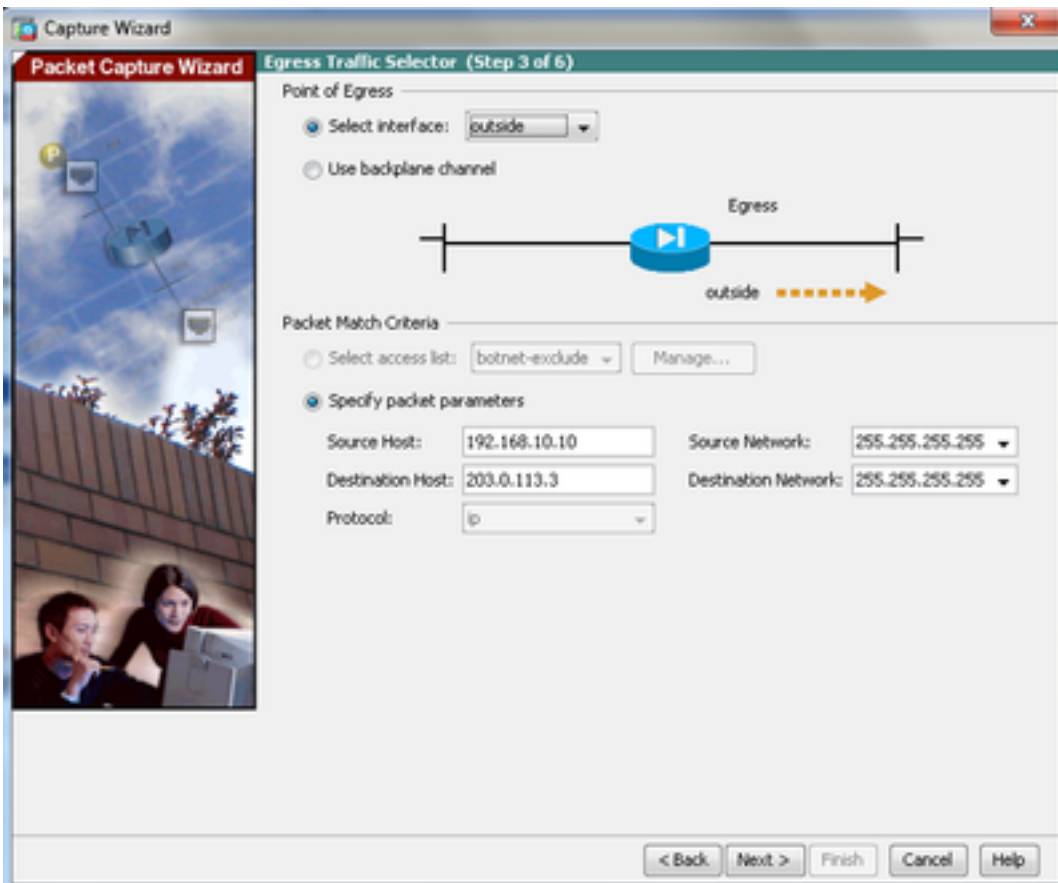 Capture Wizard
Packet Capture Wizard
Egress Traffic Selector (Step 3 of 6)
Point of Egress
Select interface: outside
Use backplane channel
Egress
outside
Packet Match Criteria
Select access list: botnet-exclude Manage...
Specify packet parameters
Source Host: 192.168.10.10 Source Network: 255.255.255.255
Destination Host: 203.0.113.3 Destination Network: 255.255.255.255
Protocol: ip
< Back Next > Finish Cancel Help